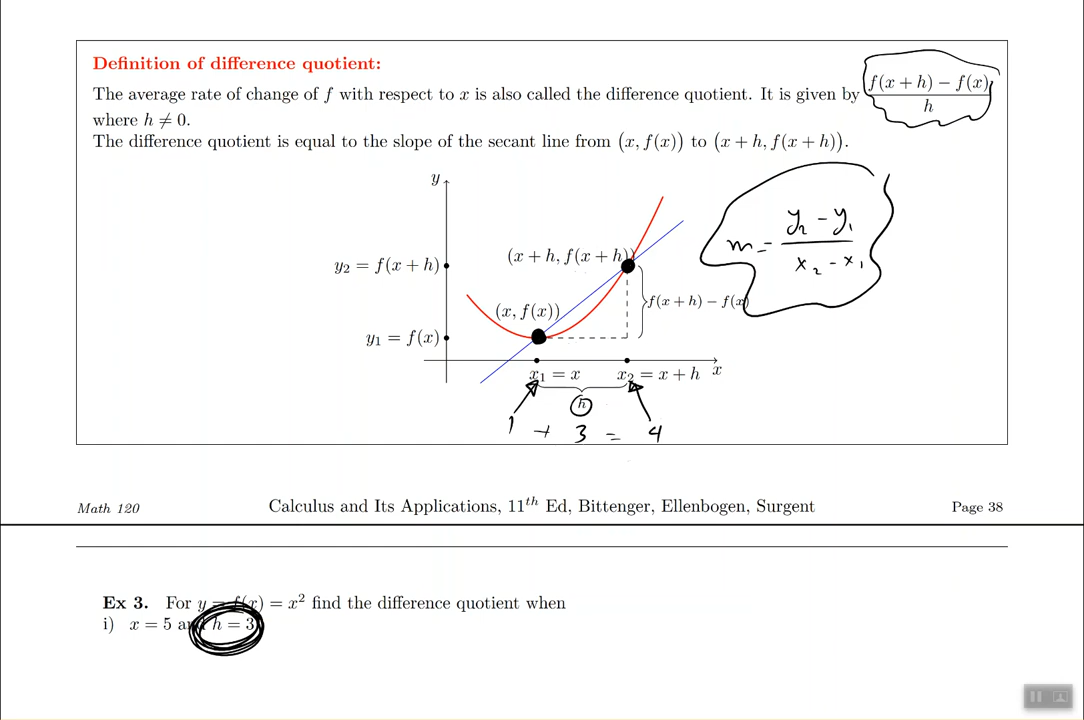 Definition of difference quotient:
The average rate of change of f with respect to x is also called the difference quotient. It is given by (f(x + h) − f(x))/h
where h ≠ 0.
The difference quotient is equal to the slope of the secant line from (x, f(x)) to (x + h, f(x + h)).
y
m = (y₂ − y₁)/(x₂ − x₁)
(x + h, f(x + h))
y₂ = f(x + h)
f(x + h) − f(x)
(x, f(x))
y₁ = f(x)
x₁ = x
x₂ = x + h
x
h
1 + 3 = 4
Math 120
Calculus and Its Applications, 11ᵗʰ Ed, Bittenger, Ellenbogen, Surgent
Page 38
Ex 3. For y = f(x) = x² find the difference quotient when
i) x = 5 and h = 3